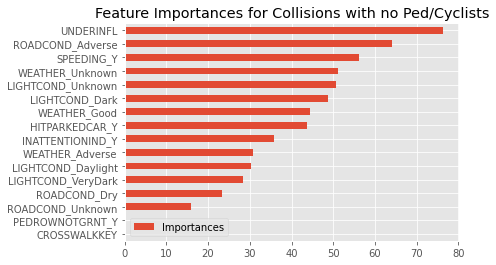 Feature Importances for Collisions with no Ped/Cyclists
UNDERINFL
ROADCOND_Adverse
SPEEDING_Y
WEATHER_Unknown
LIGHTCOND_Unknown
LIGHTCOND_Dark
WEATHER_Good
HITPARKEDCAR_Y
INATTENTIONIND_Y
WEATHER_Adverse
LIGHTCOND_Daylight
LIGHTCOND_VeryDark
ROADCOND_Dry
ROADCOND_Unknown
PEDROWNOTGRNT_Y
CROSSWALKKEY
Importances
0 10 20 30 40 50 60 70 80